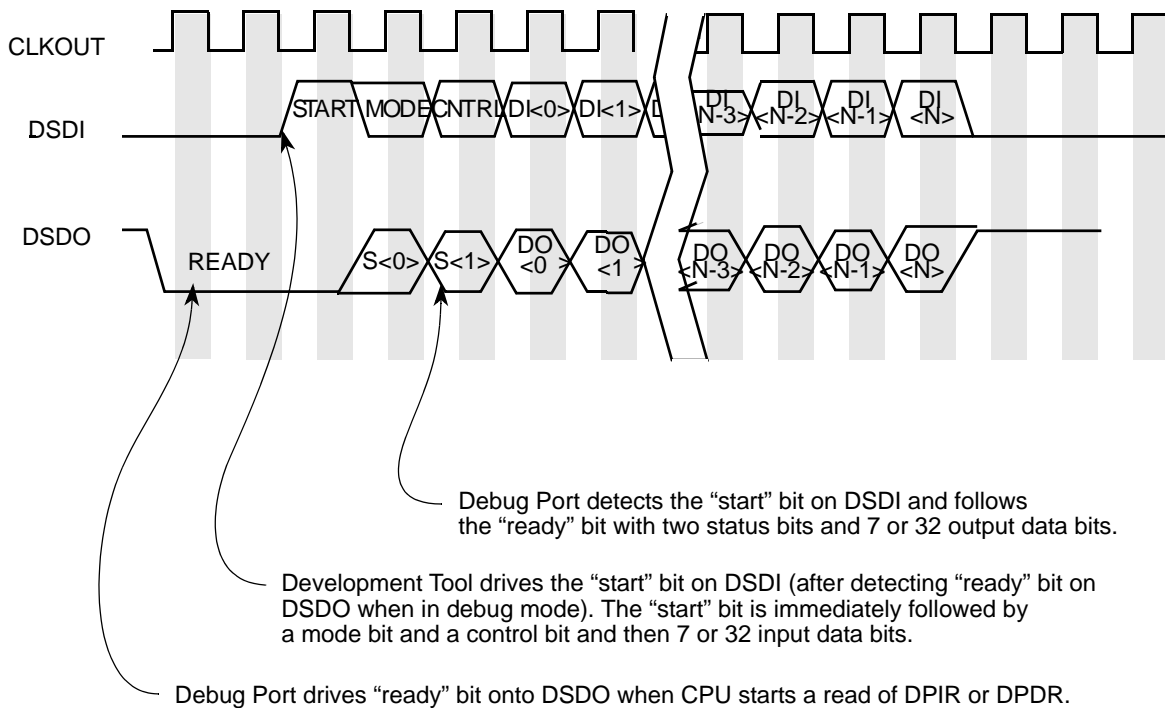 CLKOUT
DSDI
START MODE CNTRL DI<0> DI<1> DI DI DI DI
<N-3> <N-2> <N-1> <N>
DSDO
READY
S<0> S<1> DO DO DO DO DO DO
<0 > <1 > <N-3> <N-2> <N-1> <N>
Debug Port detects the “start” bit on DSDI and follows
the “ready” bit with two status bits and 7 or 32 output data bits.
Development Tool drives the “start” bit on DSDI (after detecting “ready” bit on
DSDO when in debug mode). The “start” bit is immediately followed by
a mode bit and a control bit and then 7 or 32 input data bits.
Debug Port drives “ready” bit onto DSDO when CPU starts a read of DPIR or DPDR.